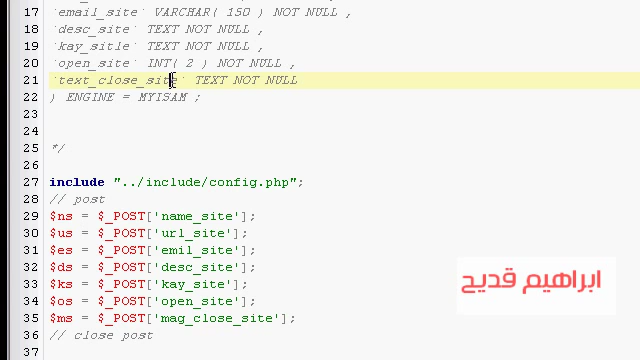 17 `email_site` VARCHAR( 150 ) NOT NULL ,
18 `desc_site` TEXT NOT NULL ,
19 `kay_sitle` TEXT NOT NULL ,
20 `open_site` INT( 2 ) NOT NULL ,
21 `text_close_site` TEXT NOT NULL
22 ) ENGINE = MYISAM ;
23
24
25 */
26
27 include "../include/config.php";
28 // post
29 $ns = $_POST['name_site'];
30 $us = $_POST['url_site'];
31 $es = $_POST['emil_site'];
32 $ds = $_POST['desc_site'];
33 $ks = $_POST['kay_site'];
34 $os = $_POST['open_site'];
35 $ms = $_POST['mag_close_site'];
36 // close post
37
ابراهيم قديح